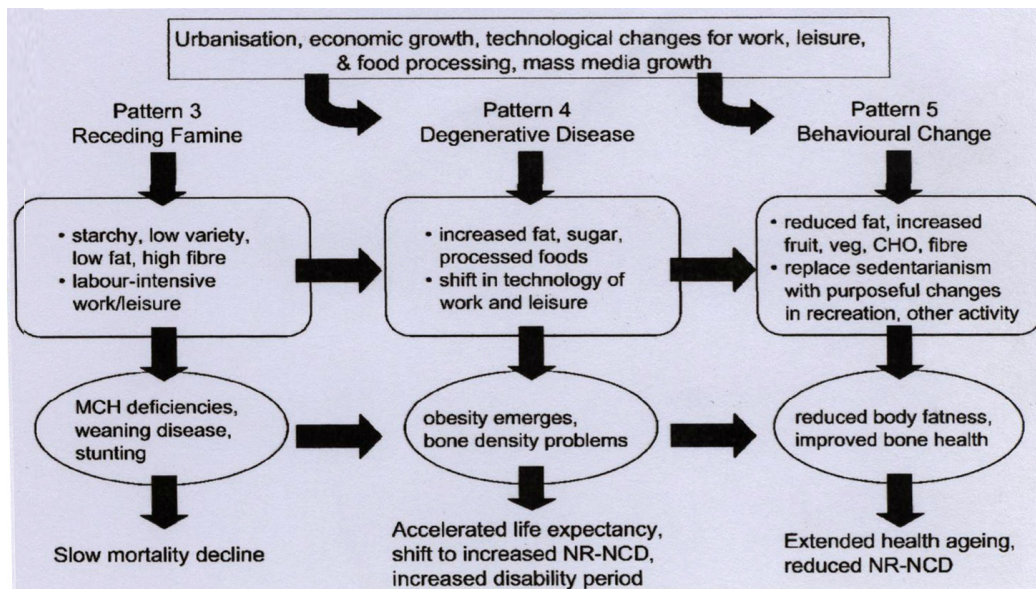 Urbanisation, economic growth, technological changes for work, leisure,
& food processing, mass media growth
Pattern 3
Receding Famine
Pattern 4
Degenerative Disease
Pattern 5
Behavioural Change
• starchy, low variety,
low fat, high fibre
• labour-intensive
work/leisure
• increased fat, sugar,
processed foods
• shift in technology of
work and leisure
• reduced fat, increased
fruit, veg, CHO, fibre
• replace sedentarianism
with purposeful changes
in recreation, other activity
MCH deficiencies,
weaning disease,
stunting
obesity emerges,
bone density problems
reduced body fatness,
improved bone health
Slow mortality decline
Accelerated life expectancy,
shift to increased NR-NCD,
increased disability period
Extended health ageing,
reduced NR-NCD